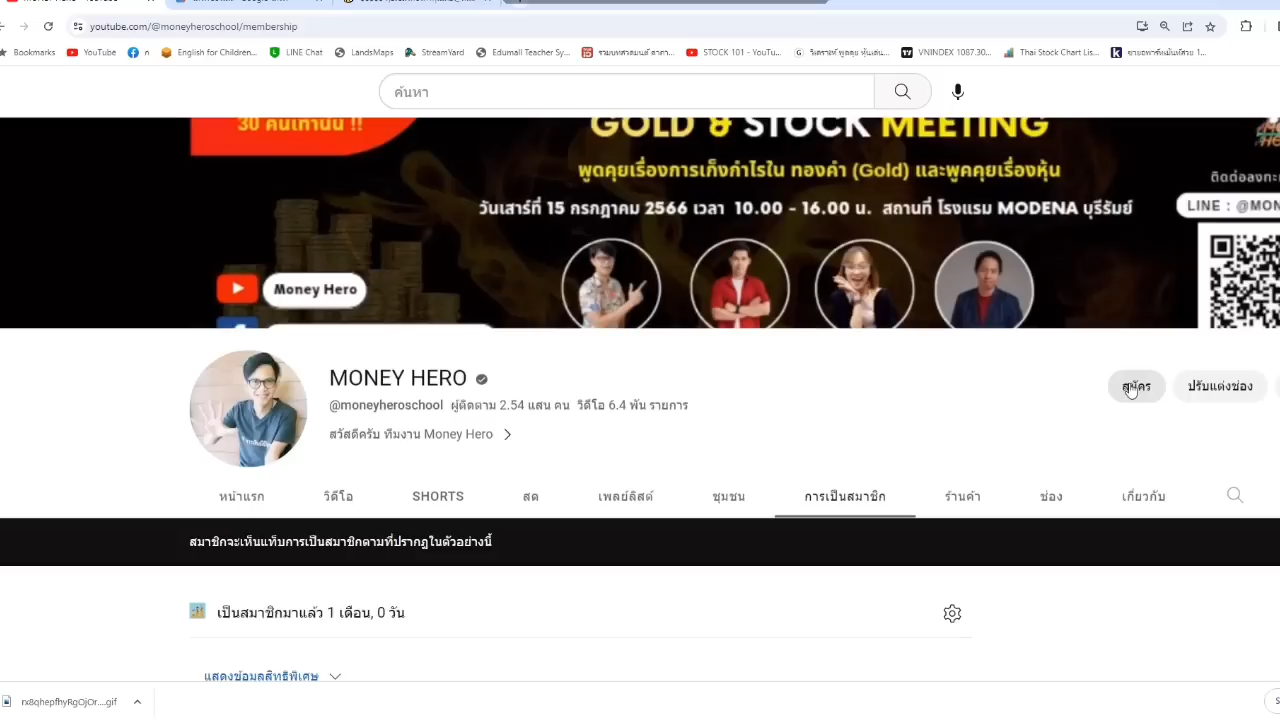 youtube.com/@moneyheroschool/membership
Bookmarks
YouTube
English for Children...
LINE Chat
LandsMaps
StreamYard
Edumall Teacher Sy...
STOCK 101 - YouTu...
VNINDEX 1087.30...
Thai Stock Chart Lis...
ค้นหา
30 คนเท่านั้น !!
GOLD & STOCK MEETING
พูดคุยเรื่องการเก็งกำไรใน ทองคำ (Gold) และพูดคุยเรื่องหุ้น
วันเสาร์ที่ 15 กรกฎาคม 2566 เวลา 10.00 - 16.00 น. สถานที่ โรงแรม MODENA บุรีรัมย์
LINE : @MON
Money Hero
MONEY HERO
@moneyheroschool ผู้ติดตาม 2.54 แสน คน วิดีโอ 6.4 พัน รายการ
สวัสดีครับ ทีมงาน Money Hero
สมัคร
ปรับแต่งช่อง
หน้าแรก
วิดีโอ
SHORTS
สด
เพลย์ลิสต์
ชุมชน
การเป็นสมาชิก
ร้านค้า
ช่อง
เกี่ยวกับ
สมาชิกจะเห็นแท็บการเป็นสมาชิกตามที่ปรากฏในตัวอย่างนี้
เป็นสมาชิกมาแล้ว 1 เดือน, 0 วัน
แสดงข้อมูลสิทธิพิเศษ